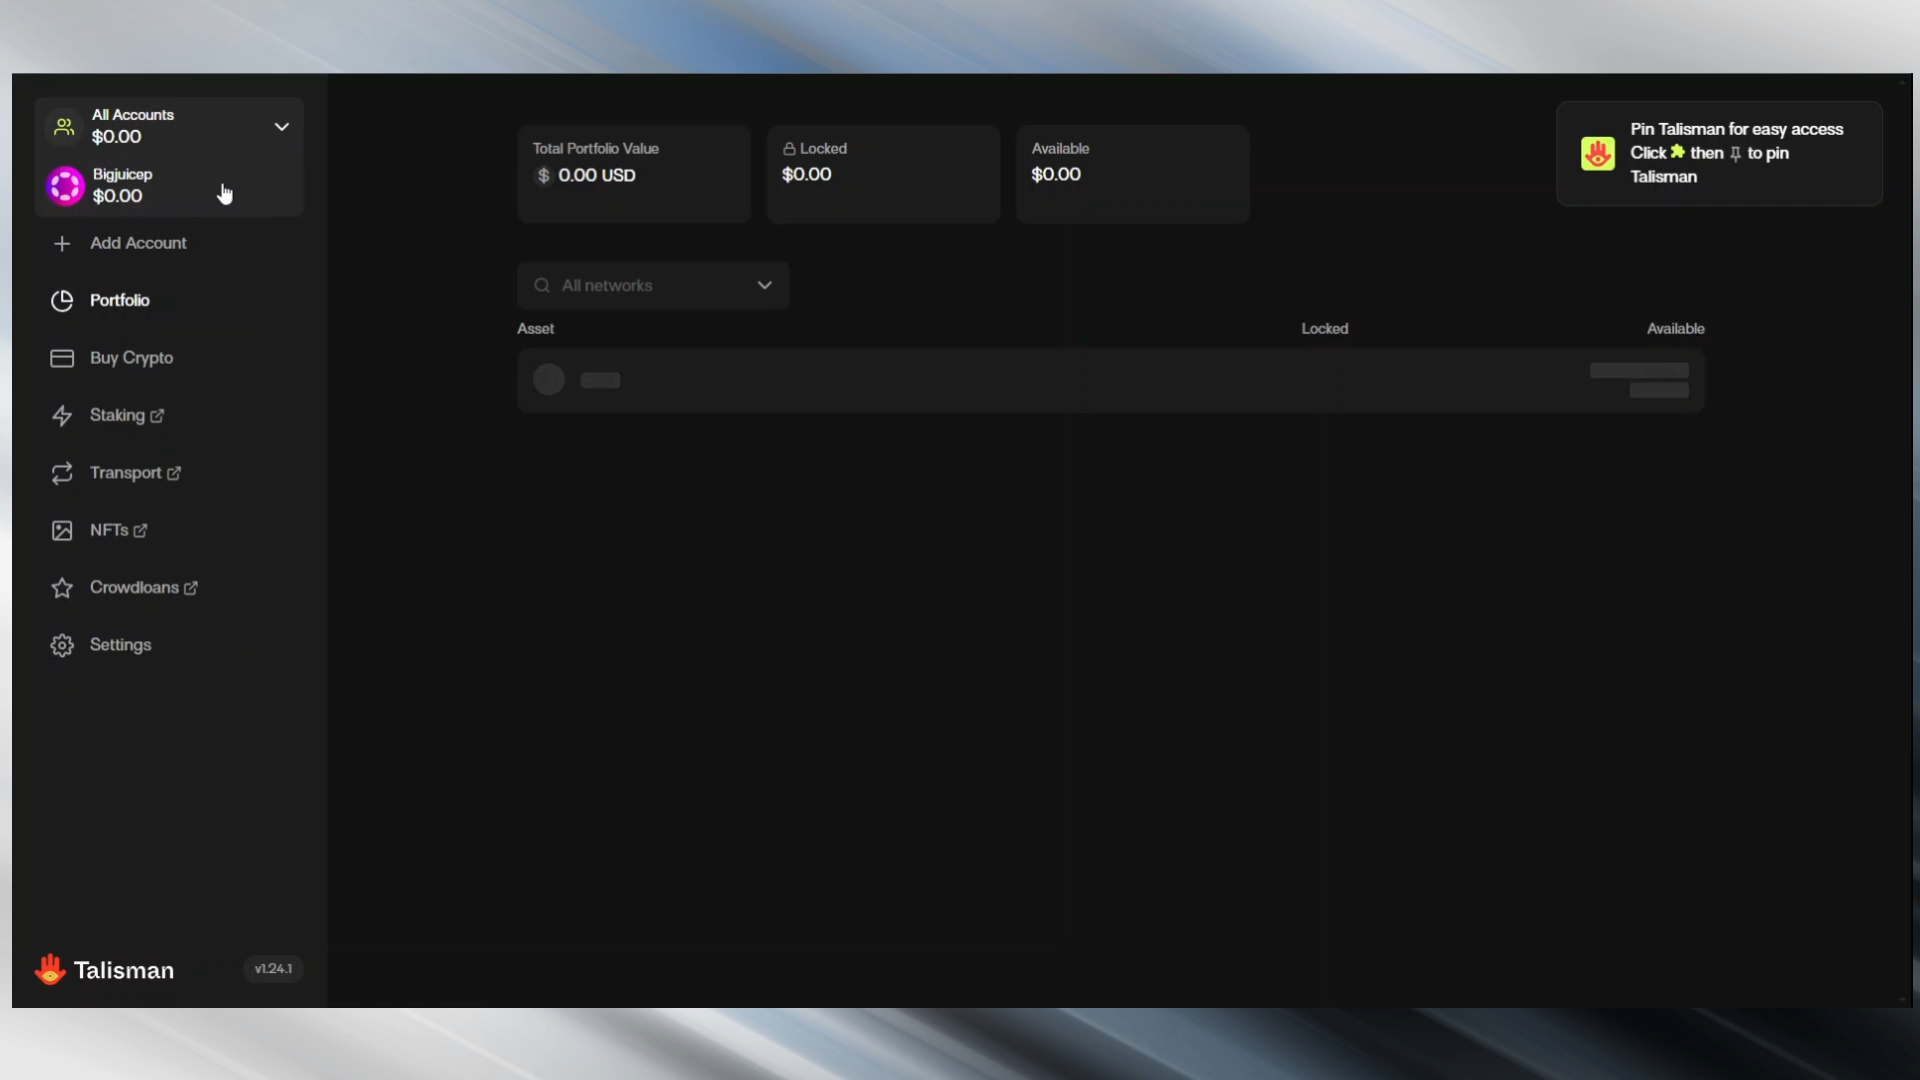 All Accounts
$0.00
Bigjuicep
$0.00
Add Account
Portfolio
Buy Crypto
Staking
Transport
NFTs
Crowdloans
Settings
Talisman
v1.24.1
Total Portfolio Value
$ 0.00 USD
Locked
$0.00
Available
$0.00
All networks
Asset Locked Available
Pin Talisman for easy access
Click then to pin
Talisman